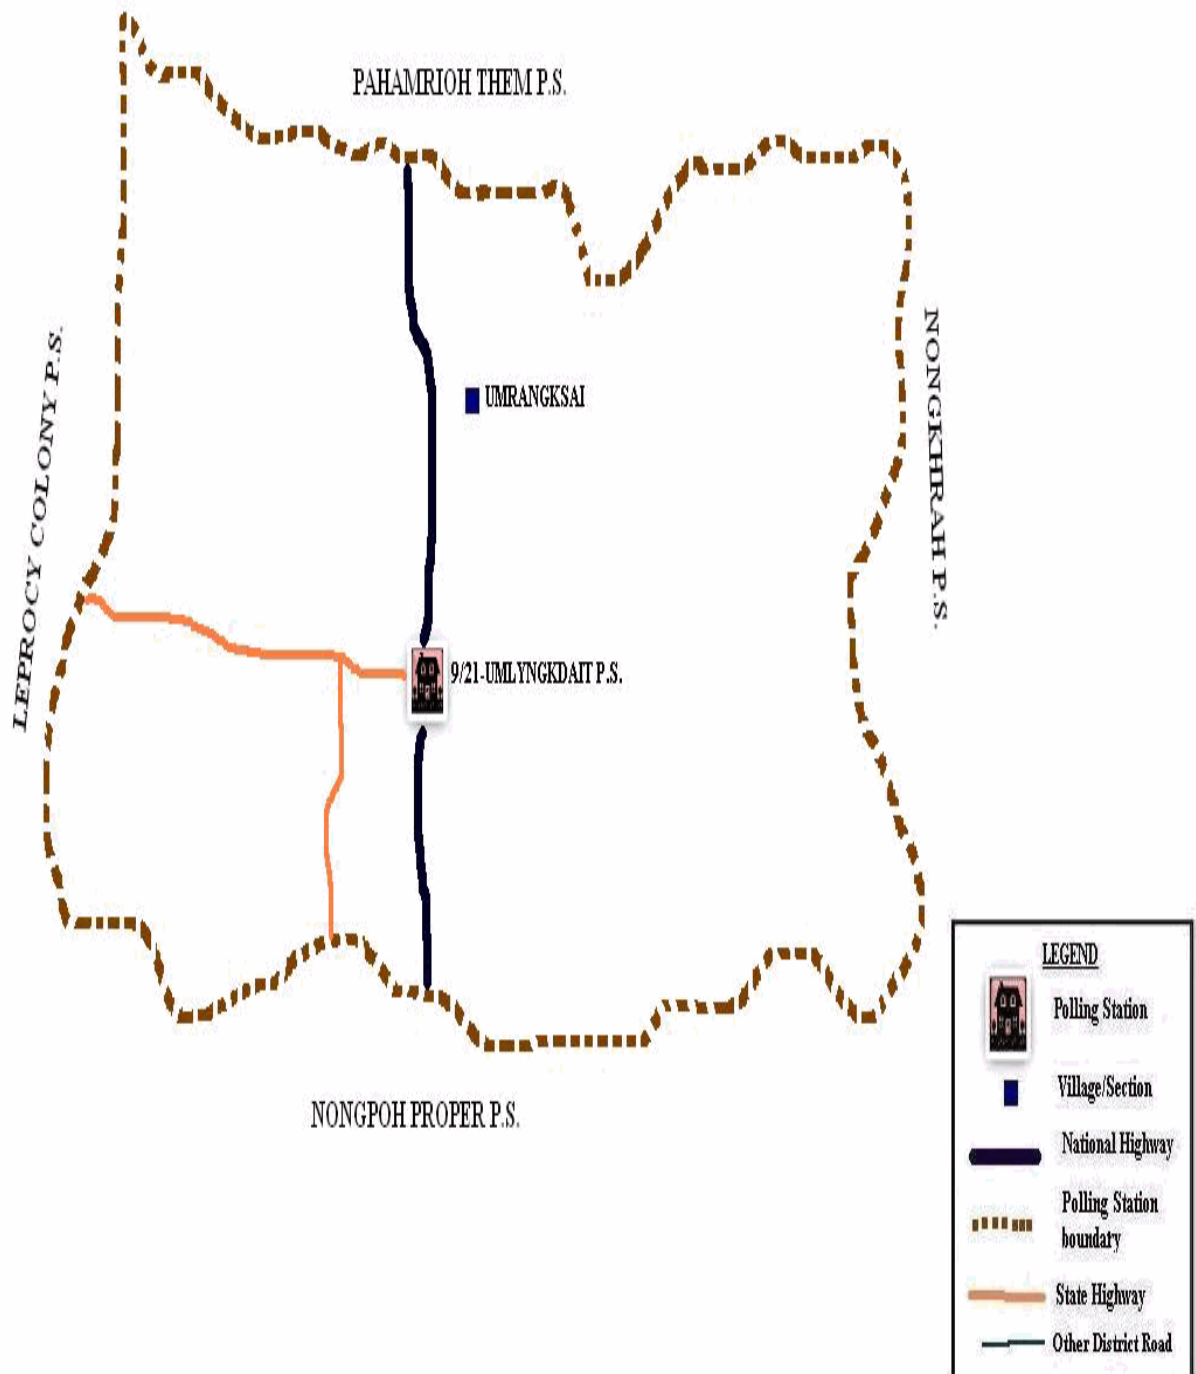 PAHAMRIOH THEM P.S.
NONGKHRAH P.S.
LEPROCY COLONY P.S.
UMRANGKSAI
9/21-UMLYNGKDAIT P.S.
NONGPOH PROPER P.S.
LEGEND
Polling Station
Village/Section
National Highway
Polling Station
boundary
State Highway
Other District Road